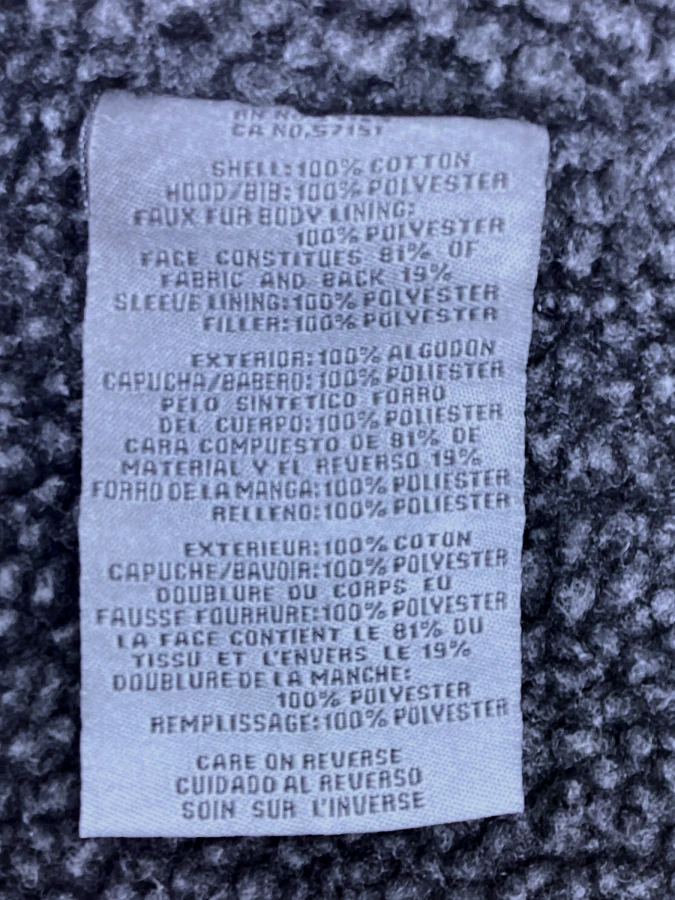 RN NO.
CA NO.57151
SHELL:100% COTTON
HOOD/BIB:100% POLYESTER
FAUX FUR BODY LINING:
100% POLYESTER
FACE CONSTITUES 81% OF
FABRIC AND BACK 19%
SLEEVE LINING:100% POLYESTER
FILLER:100% POLYESTER
EXTERIOR:100% ALGODON
CAPUCHA/BABERO:100% POLIESTER
PELO SINTETICO FORRO
DEL CUERPO:100% POLIESTER
CARA COMPUESTO DE 81% DE
MATERIAL Y EL REVERSO 19%
FORRO DE LA MANGA:100% POLIESTER
RELLENO:100% POLIESTER
EXTERIEUR:100% COTON
CAPUCHE/BAVOIR:100% POLYESTER
DOUBLURE DU CORPS EU
FAUSSE FOURRURE:100% POLYESTER
LA FACE CONTIENT LE 81% DU
TISSU ET L'ENVERS LE 19%
DOUBLURE DE LA MANCHE:
100% POLYESTER
REMPLISSAGE:100% POLYESTER
CARE ON REVERSE
CUIDADO AL REVERSO
SOIN SUR L'INVERSE